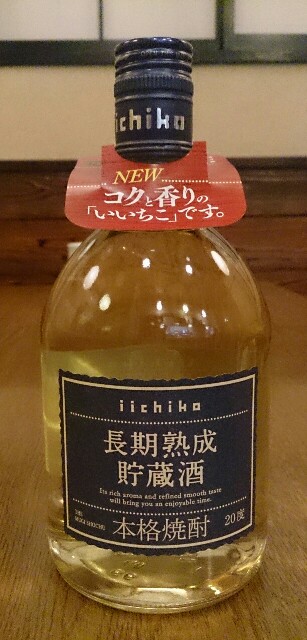 iichiko
NEW
コクと香りの
「いいちこ」です。
iichiko
長期熟成
貯蔵酒
Its rich aroma and refined smooth taste
will bring you an enjoyable time.
本格焼酎 20度